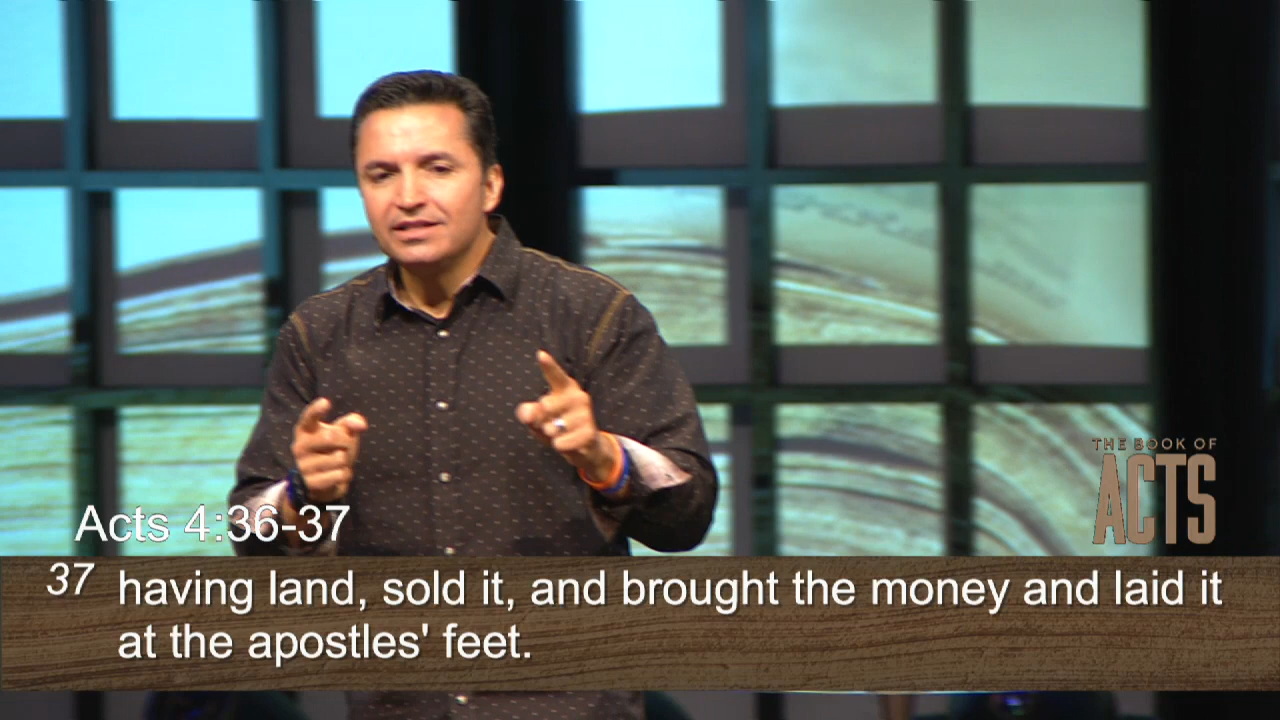 THE BOOK OF
ACTS
Acts 4:36-37
37 having land, sold it, and brought the money and laid it
at the apostles' feet.